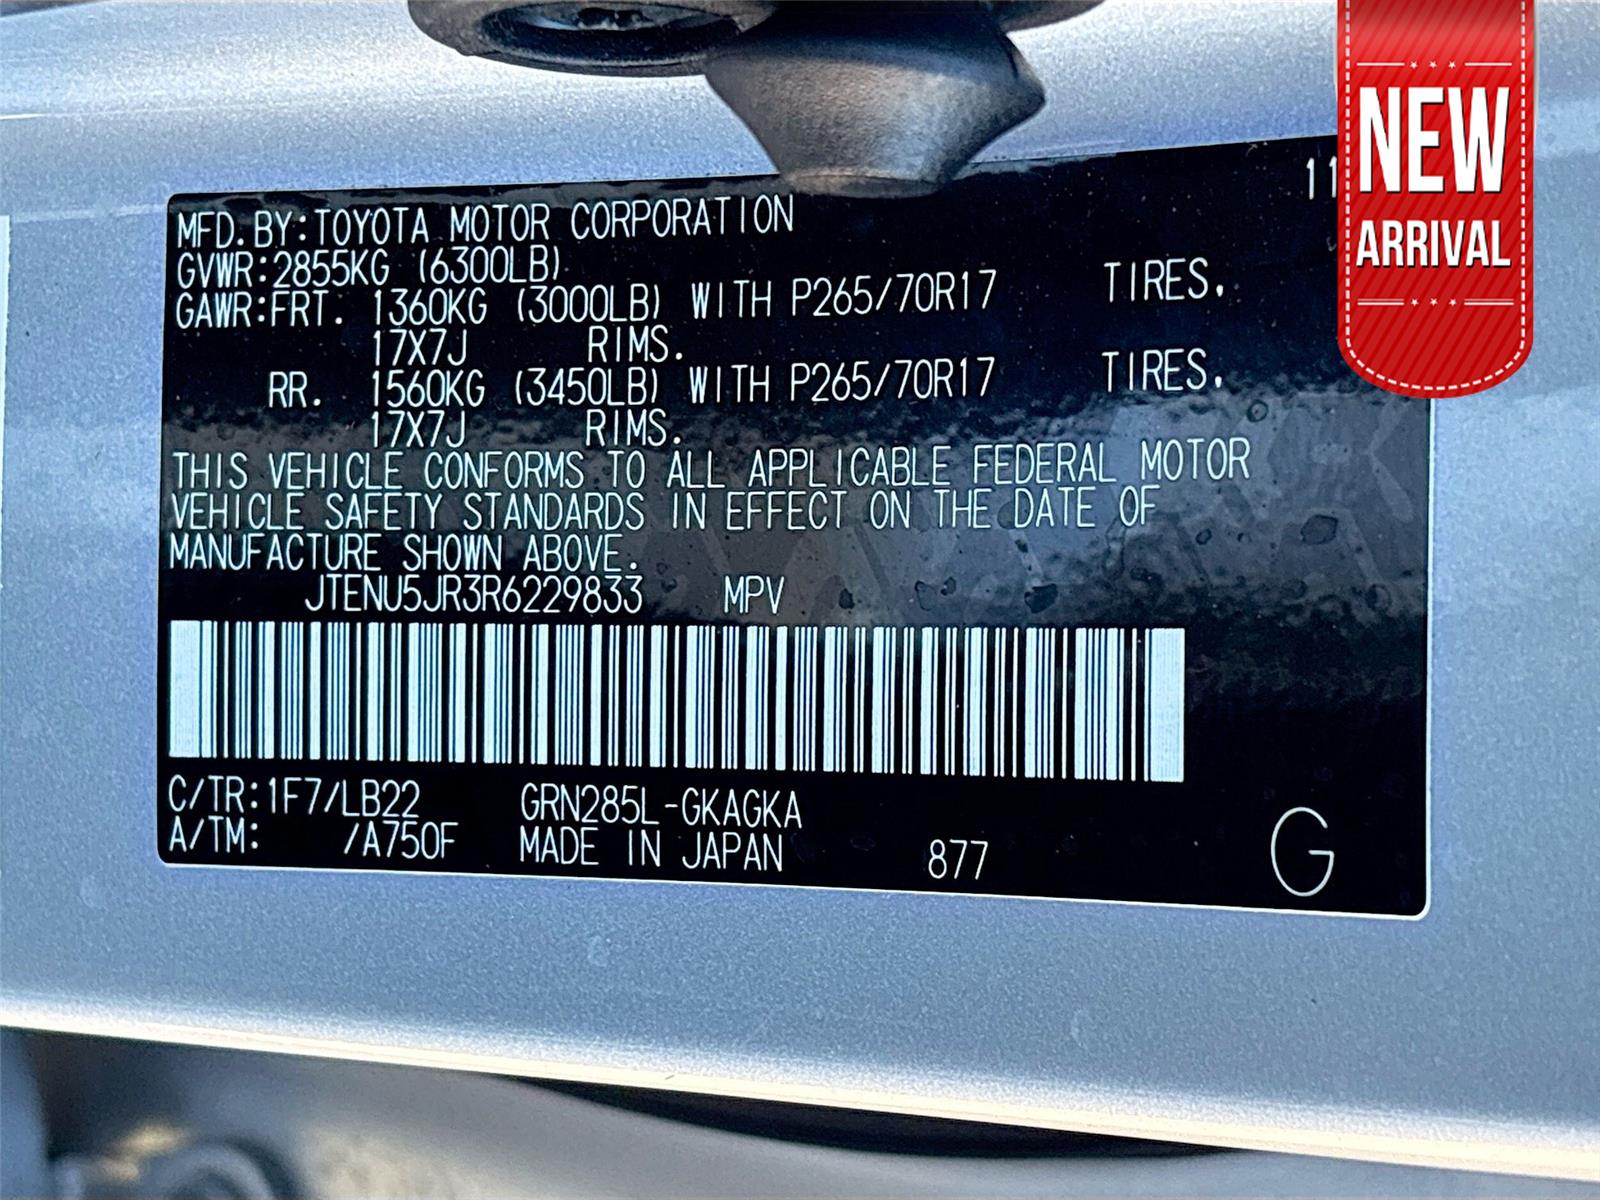 MFD.BY:TOYOTA MOTOR CORPORATION 11
GVWR:2855KG (6300LB)
GAWR:FRT. 1360KG (3000LB) WITH P265/70R17 TIRES.
17X7J RIMS.
RR. 1560KG (3450LB) WITH P265/70R17 TIRES.
17X7J RIMS.
THIS VEHICLE CONFORMS TO ALL APPLICABLE FEDERAL MOTOR
VEHICLE SAFETY STANDARDS IN EFFECT ON THE DATE OF
MANUFACTURE SHOWN ABOVE.
JTENU5JR3R6229833 MPV
C/TR:1F7/LB22 GRN285L-GKAGKA
A/TM: /A750F MADE IN JAPAN 877 G
NEW
ARRIVAL